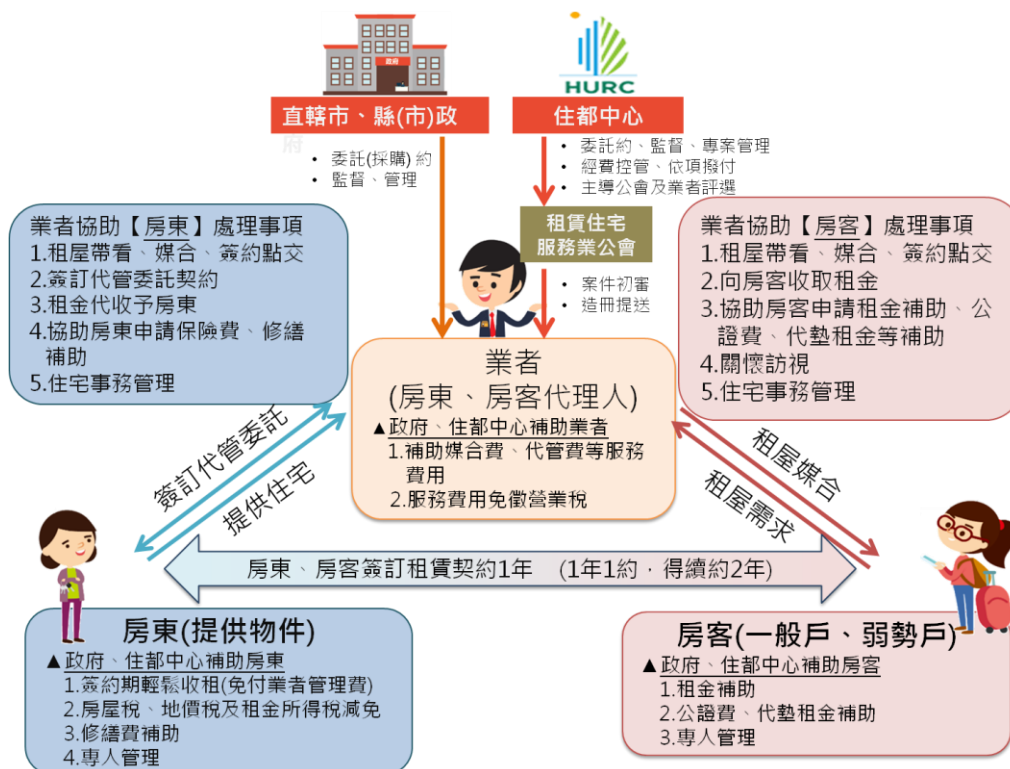 政府
HURC
直轄市、縣(市)政
府
住都中心
• 委託(採購) 約
• 監督、管理
• 委託約、監督、專案管理
• 經費控管、依項撥付
• 主導公會及業者評選
租賃住宅
服務業公會
• 案件初審
• 造冊提送
業者協助【房東】處理事項
1.租屋帶看、媒合、簽約點交
2.簽訂代管委託契約
3.租金代收予房東
4.協助房東申請保險費、修繕
補助
5.住宅事務管理
業者協助【房客】處理事項
1.租屋帶看、媒合、簽約點交
2.向房客收取租金
3.協助房客申請租金補助、公
證費、代墊租金等補助
4.關懷訪視
5.住宅事務管理
業者
(房東、房客代理人)
▲政府、住都中心補助業者
1.補助媒合費、代管費等服務
費用
2.服務費用免徵營業稅
簽訂代管委託
提供住宅
租屋媒合
租屋需求
房東、房客簽訂租賃契約1年 (1年1約，得續約2年)
房東(提供物件)
▲政府、住都中心補助房東
1.簽約期輕鬆收租(免付業者管理費)
2.房屋稅、地價稅及租金所得稅減免
3.修繕費補助
4.專人管理
房客(一般戶、弱勢戶)
▲政府、住都中心補助房客
1.租金補助
2.公證費、代墊租金補助
3.專人管理